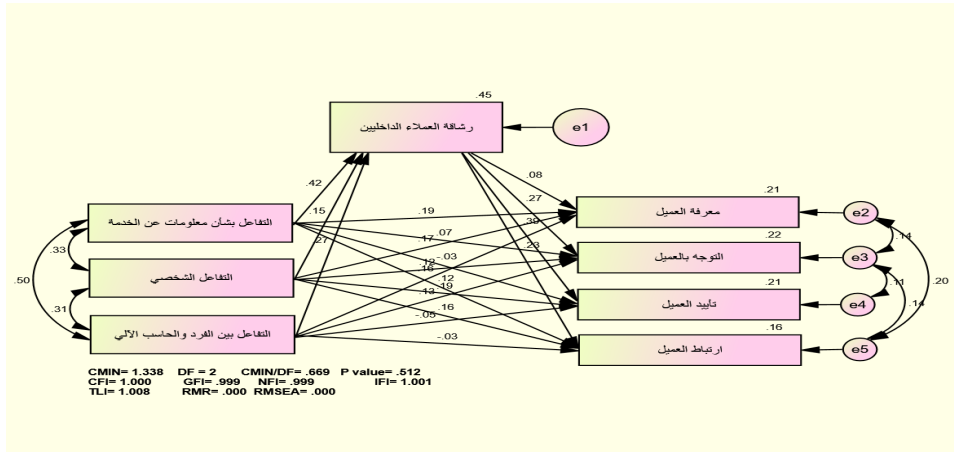 .45
رشاقة العملاء الداخليين
e1
.42
.15
.27
.08
.27
.39
.23
.21
معرفة العميل
e2
.22
التوجه بالعميل
e3
.21
تأييد العميل
e4
.16
ارتباط العميل
e5
.14
.11
.14
.20
التفاعل بشأن معلومات عن الخدمة
التفاعل الشخصي
التفاعل بين الفرد والحاسب الآلي
.50
.33
.31
.19
.07
.17
-.03
.12
.16
.12
.19
.13
.16
-.05
-.03
CMIN= 1.338 DF = 2 CMIN/DF= .669 P value= .512
CFI= 1.000 GFI= .999 NFI= .999 IFI= 1.001
TLI= 1.008 RMR= .000 RMSEA= .000